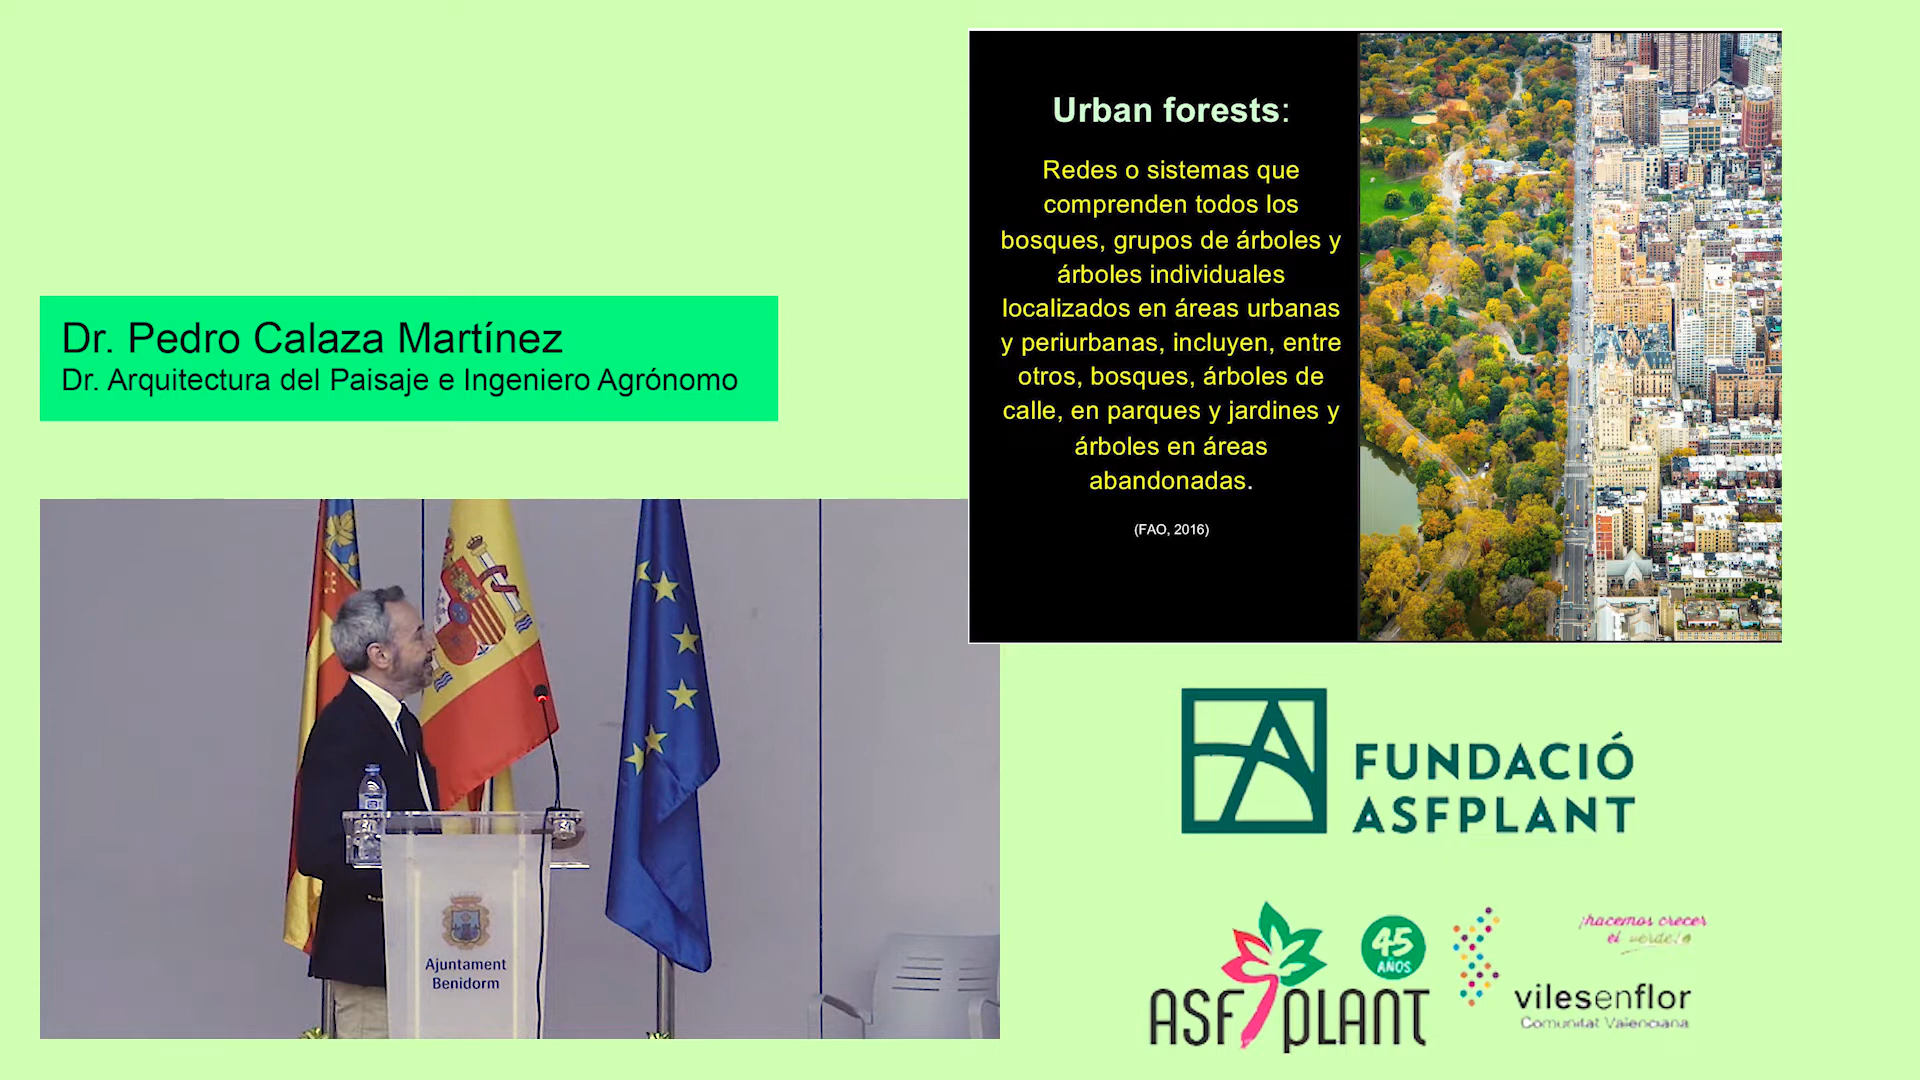 Dr. Pedro Calaza Martínez
Dr. Arquitectura del Paisaje e Ingeniero Agrónomo
Urban forests:
Redes o sistemas que
comprenden todos los
bosques, grupos de árboles y
árboles individuales
localizados en áreas urbanas
y periurbanas, incluyen, entre
otros, bosques, árboles de
calle, en parques y jardines y
árboles en áreas
abandonadas.
(FAO, 2016)
Ajuntament
Benidorm
FUNDACIÓ
ASFPLANT
ASFPLANT
45
AÑOS
¡hacemos crecer
el verde!
vilesenflor
Comunitat Valenciana